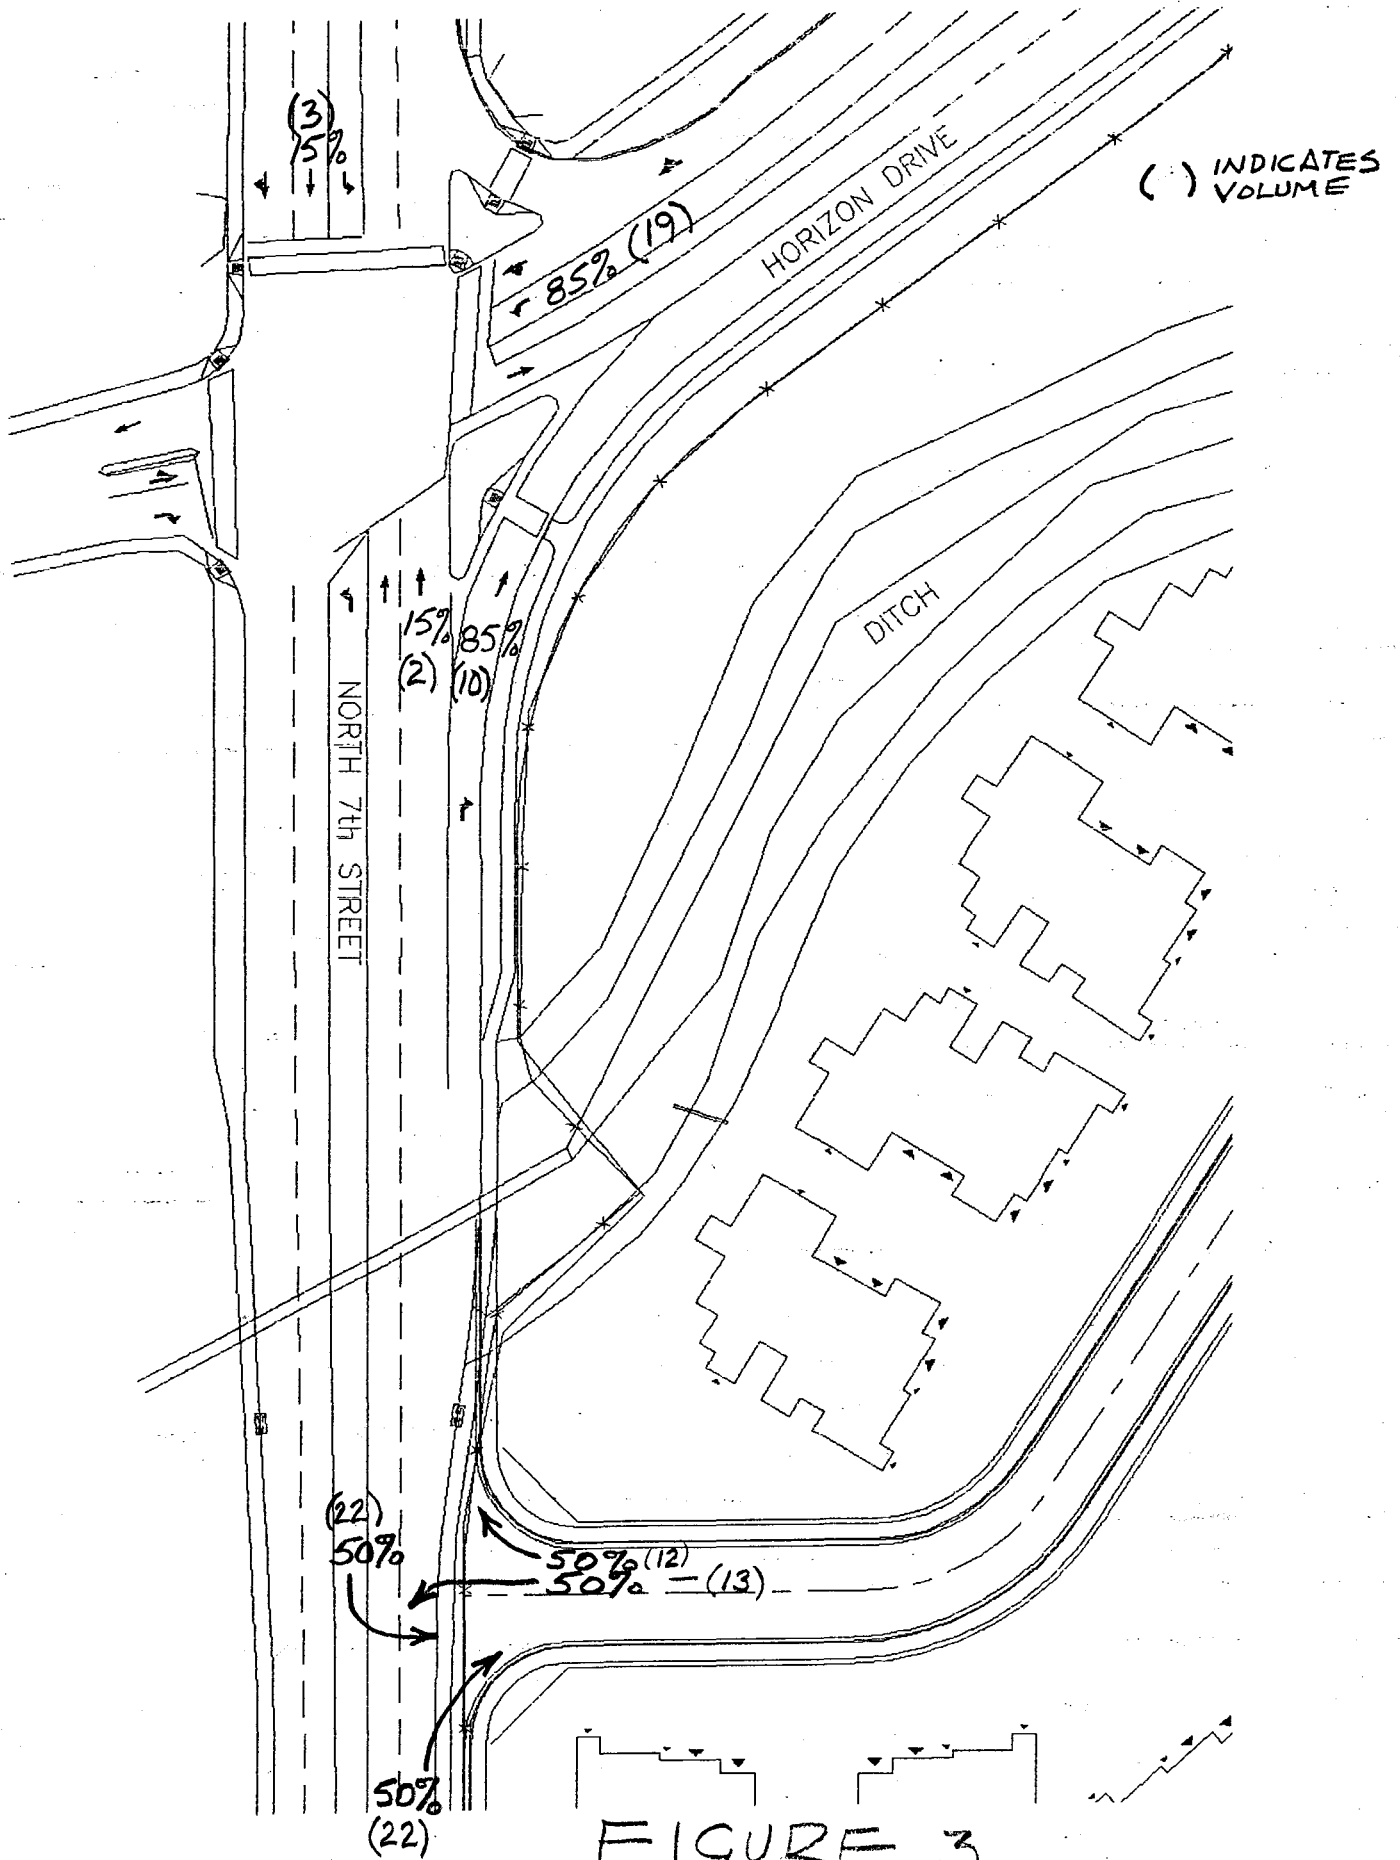 (3)
15%
( ) INDICATES
VOLUME
HORIZON DRIVE
85% (19)
DITCH
15% 85%
(2) (10)
NORTH 7th STREET
(22)
50%
50% (12)
50% - (13)
50%
(22)
FIGURE 3